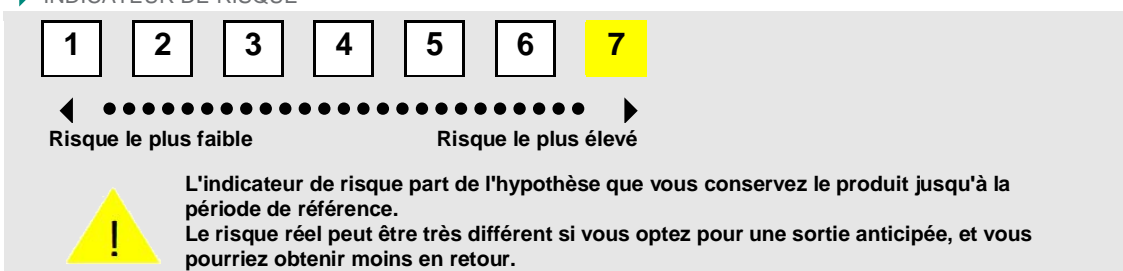 INDICATEUR DE RISQUE
1 2 3 4 5 6 7
Risque le plus faible Risque le plus élevé
L'indicateur de risque part de l'hypothèse que vous conservez le produit jusqu'à la
période de référence.
!
Le risque réel peut être très différent si vous optez pour une sortie anticipée, et vous
pourriez obtenir moins en retour.